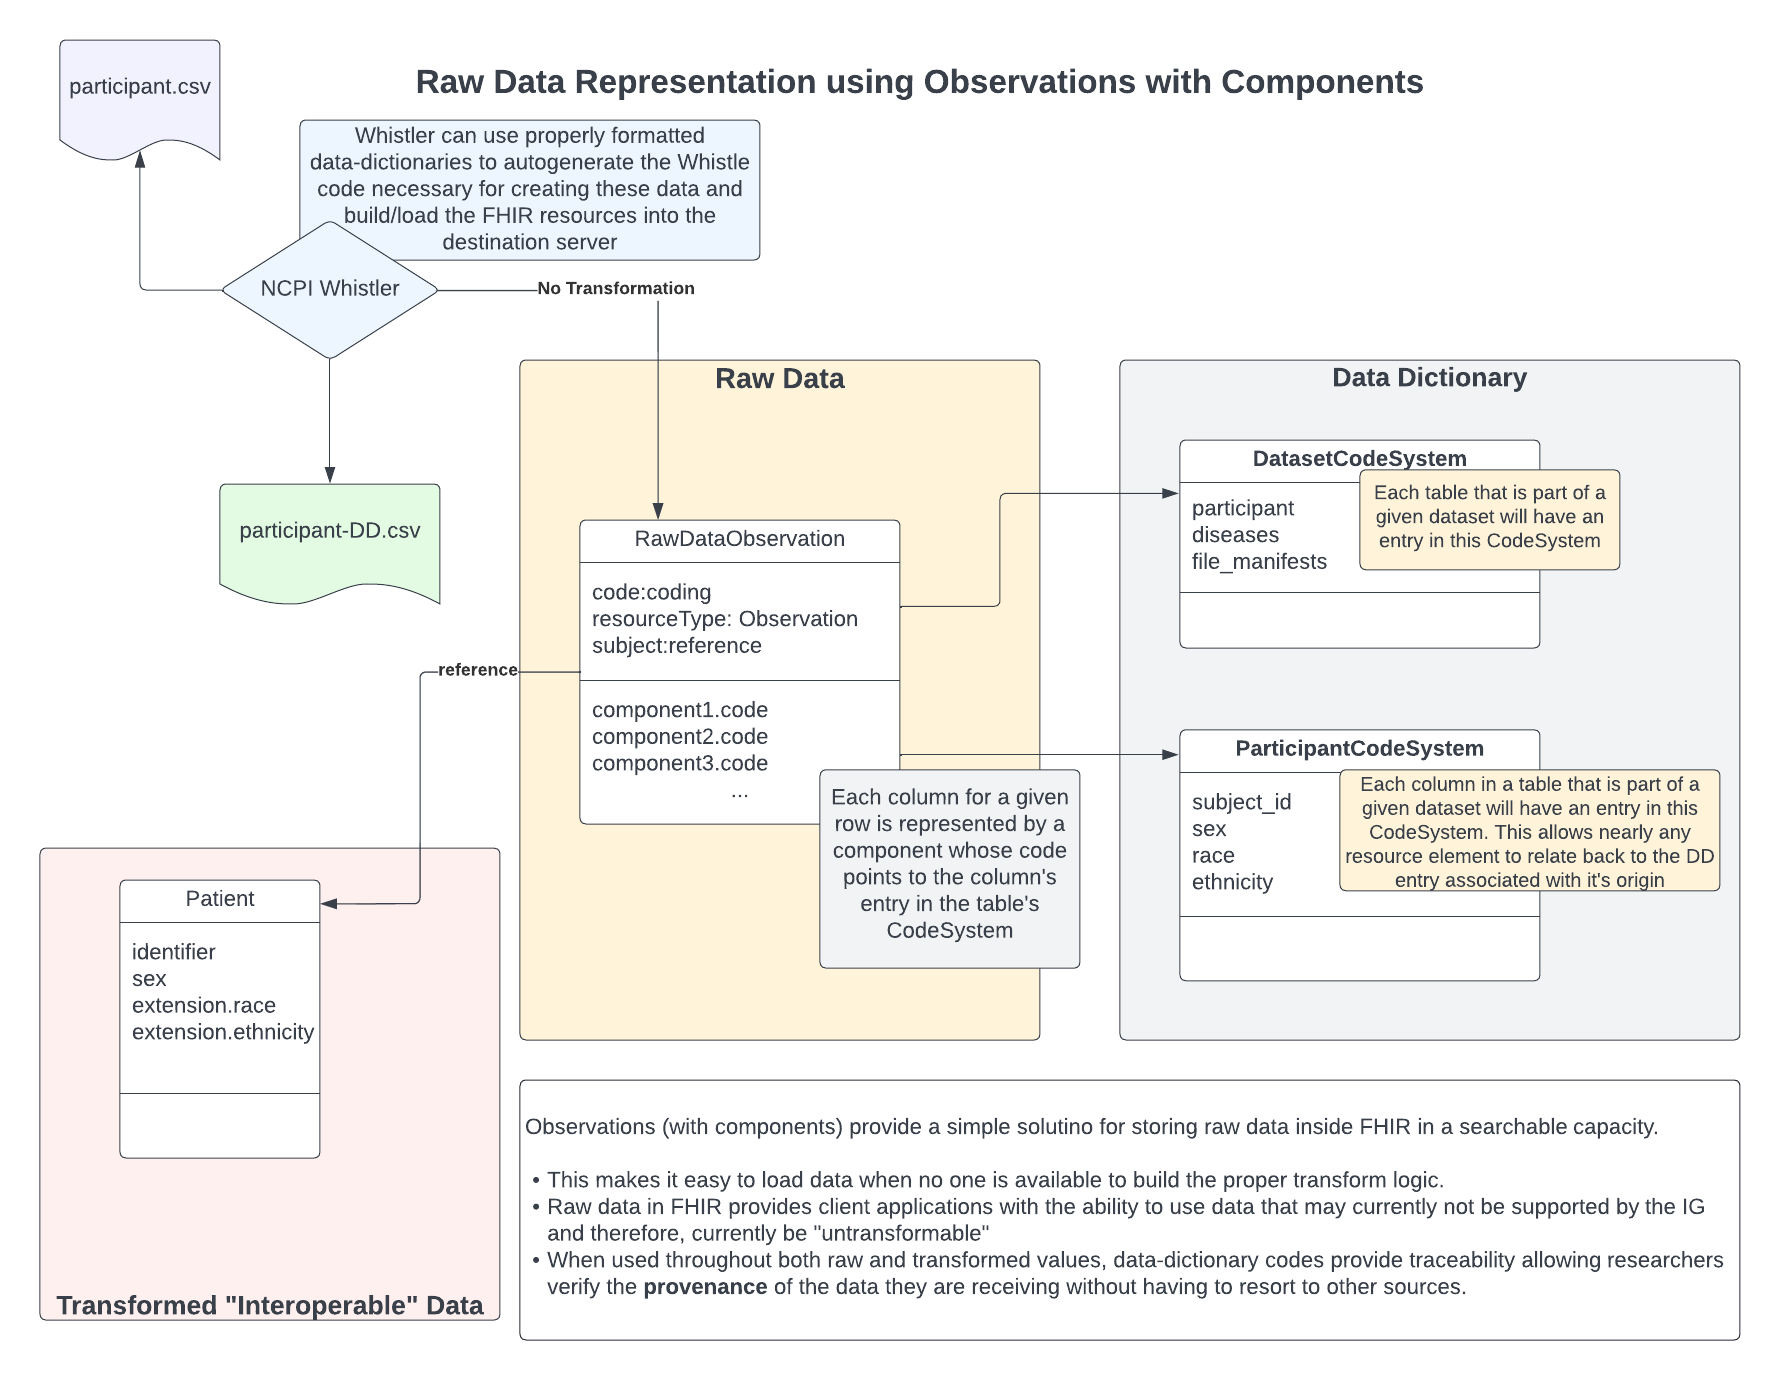 participant.csv
Raw Data Representation using Observations with Components
Whistler can use properly formatted
data-dictionaries to autogenerate the Whistle
code necessary for creating these data and
build/load the FHIR resources into the
destination server
NCPI Whistler
No Transformation
participant-DD.csv
Raw Data
RawDataObservation
code:coding
resourceType: Observation
subject:reference
component1.code
component2.code
component3.code
...
Each column for a given
row is represented by a
component whose code
points to the column's
entry in the table's
CodeSystem
Data Dictionary
DatasetCodeSystem
participant
diseases
file_manifests
Each table that is part of a
given dataset will have an
entry in this CodeSystem
ParticipantCodeSystem
subject_id
sex
race
ethnicity
Each column in a table that is part of a
given dataset will have an entry in this
CodeSystem. This allows nearly any
resource element to relate back to the DD
entry associated with it's origin
reference
Patient
identifier
sex
extension.race
extension.ethnicity
Transformed "Interoperable" Data
Observations (with components) provide a simple solutino for storing raw data inside FHIR in a searchable capacity.
• This makes it easy to load data when no one is available to build the proper transform logic.
• Raw data in FHIR provides client applications with the ability to use data that may currently not be supported by the IG
and therefore, currently be "untransformable"
• When used throughout both raw and transformed values, data-dictionary codes provide traceability allowing researchers
verify the provenance of the data they are receiving without having to resort to other sources.